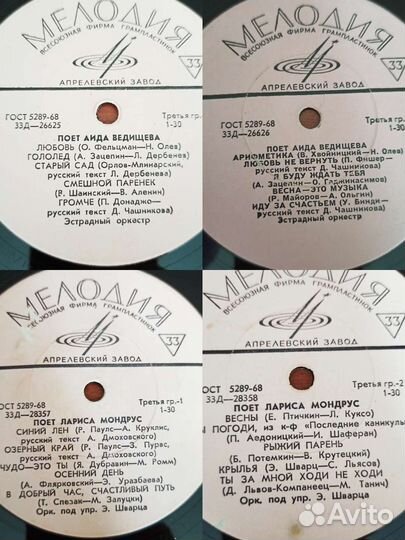 МЕЛОДИЯ
ВСЕСОЮЗНАЯ ФИРМА ГРАМПЛАСТИНОК
33
АПРЕЛЕВСКИЙ ЗАВОД
ГОСТ 5289-68
33Д—26625
Третья гр.
1-30
ПОЕТ АИДА ВЕДИЩЕВА
ЛЮБОВЬ (О. Фельцман—Н. Олев)
ГОЛОЛЕД (А. Зацепин—Л. Дербенев)
СТАРЫЙ САД (Орлов-Млинарский,
русский текст Л. Дербенева)
СМЕШНОЙ ПАРЕНЕК
(Р. Шаинский—В. Аленин)
ГРОМЧЕ (П. Донаджо—
русский текст Д. Чашникова)
Эстрадный оркестр
МЕЛОДИЯ
ВСЕСОЮЗНАЯ ФИРМА ГРАМПЛАСТИНОК
33
АПРЕЛЕВСКИЙ ЗАВОД
ГОСТ 5289-68
33Д—26626
Третья гр.
1-30
ПОЕТ АИДА ВЕДИЩЕВА
АРИФМЕТИКА (В. Хвойницкий—Н. Олев)
ЛЮБОВЬ НЕ ВЕРНУТЬ (П. Фишер—
русский текст Д. Чашникова)
Я БУДУ ЖДАТЬ ТЕБЯ
(А. Зацепин—О. Гаджикасимов)
ВЕСНА—ЭТО МУЗЫКА
(Р. Майоров—А. Ольгин)
ИДУ ЗА СЧАСТЬЕМ (У. Бинди—
русский текст Д. Чашникова)
Эстрадный оркестр
МЕЛОДИЯ
ВСЕСОЮЗНАЯ ФИРМА ГРАМПЛАСТИНОК
33
АПРЕЛЕВСКИЙ ЗАВОД
ГОСТ 5289-68
33Д—28357
Третья гр.-1
1-30
ПОЕТ ЛАРИСА МОНДРУС
СИНИЙ ЛЕН (Р. Паулс—А. Круклис,
русский текст А. Дмоховского)
ОЗЕРНЫЙ КРАЙ (Р. Паулс—З. Пурвс,
русский текст А. Дмоховского)
ЧУДО—ЭТО ТЫ (Я. Дубравин—М. Ромм)
ОСЕННИЙ ДЕНЬ
(А. Флярковский—Э. Уразбаева)
В ДОБРЫЙ ЧАС, СЧАСТЛИВЫЙ ПУТЬ
(Т. Спезак—М. Залуцки)
Орк. под упр. Э. Шварца
МЕЛОДИЯ
ВСЕСОЮЗНАЯ ФИРМА ГРАМПЛАСТИНОК
33
АПРЕЛЕВСКИЙ ЗАВОД
ГОСТ 5289-68
33Д—28358
Третья гр.-2
1-30
ПОЕТ ЛАРИСА МОНДРУС
ВЕСНЫ (Е. Птичкин—Л. Куксо)
ТЫ ПОГОДИ, из к-ф «Последние каникулы»
(П. Аедоницкий—И. Шаферан)
РЫЖИЙ ПАРЕНЬ
(Б. Потемкин—В. Крутецкий)
КРЫЛЬЯ (Э. Шварц—С. Льясов)
ТЫ ЗА МНОЙ НЕ ХОДИ
(Д. Львов-Компанеец—М. Танич)
Орк. под упр. Э. Шварца
Avito